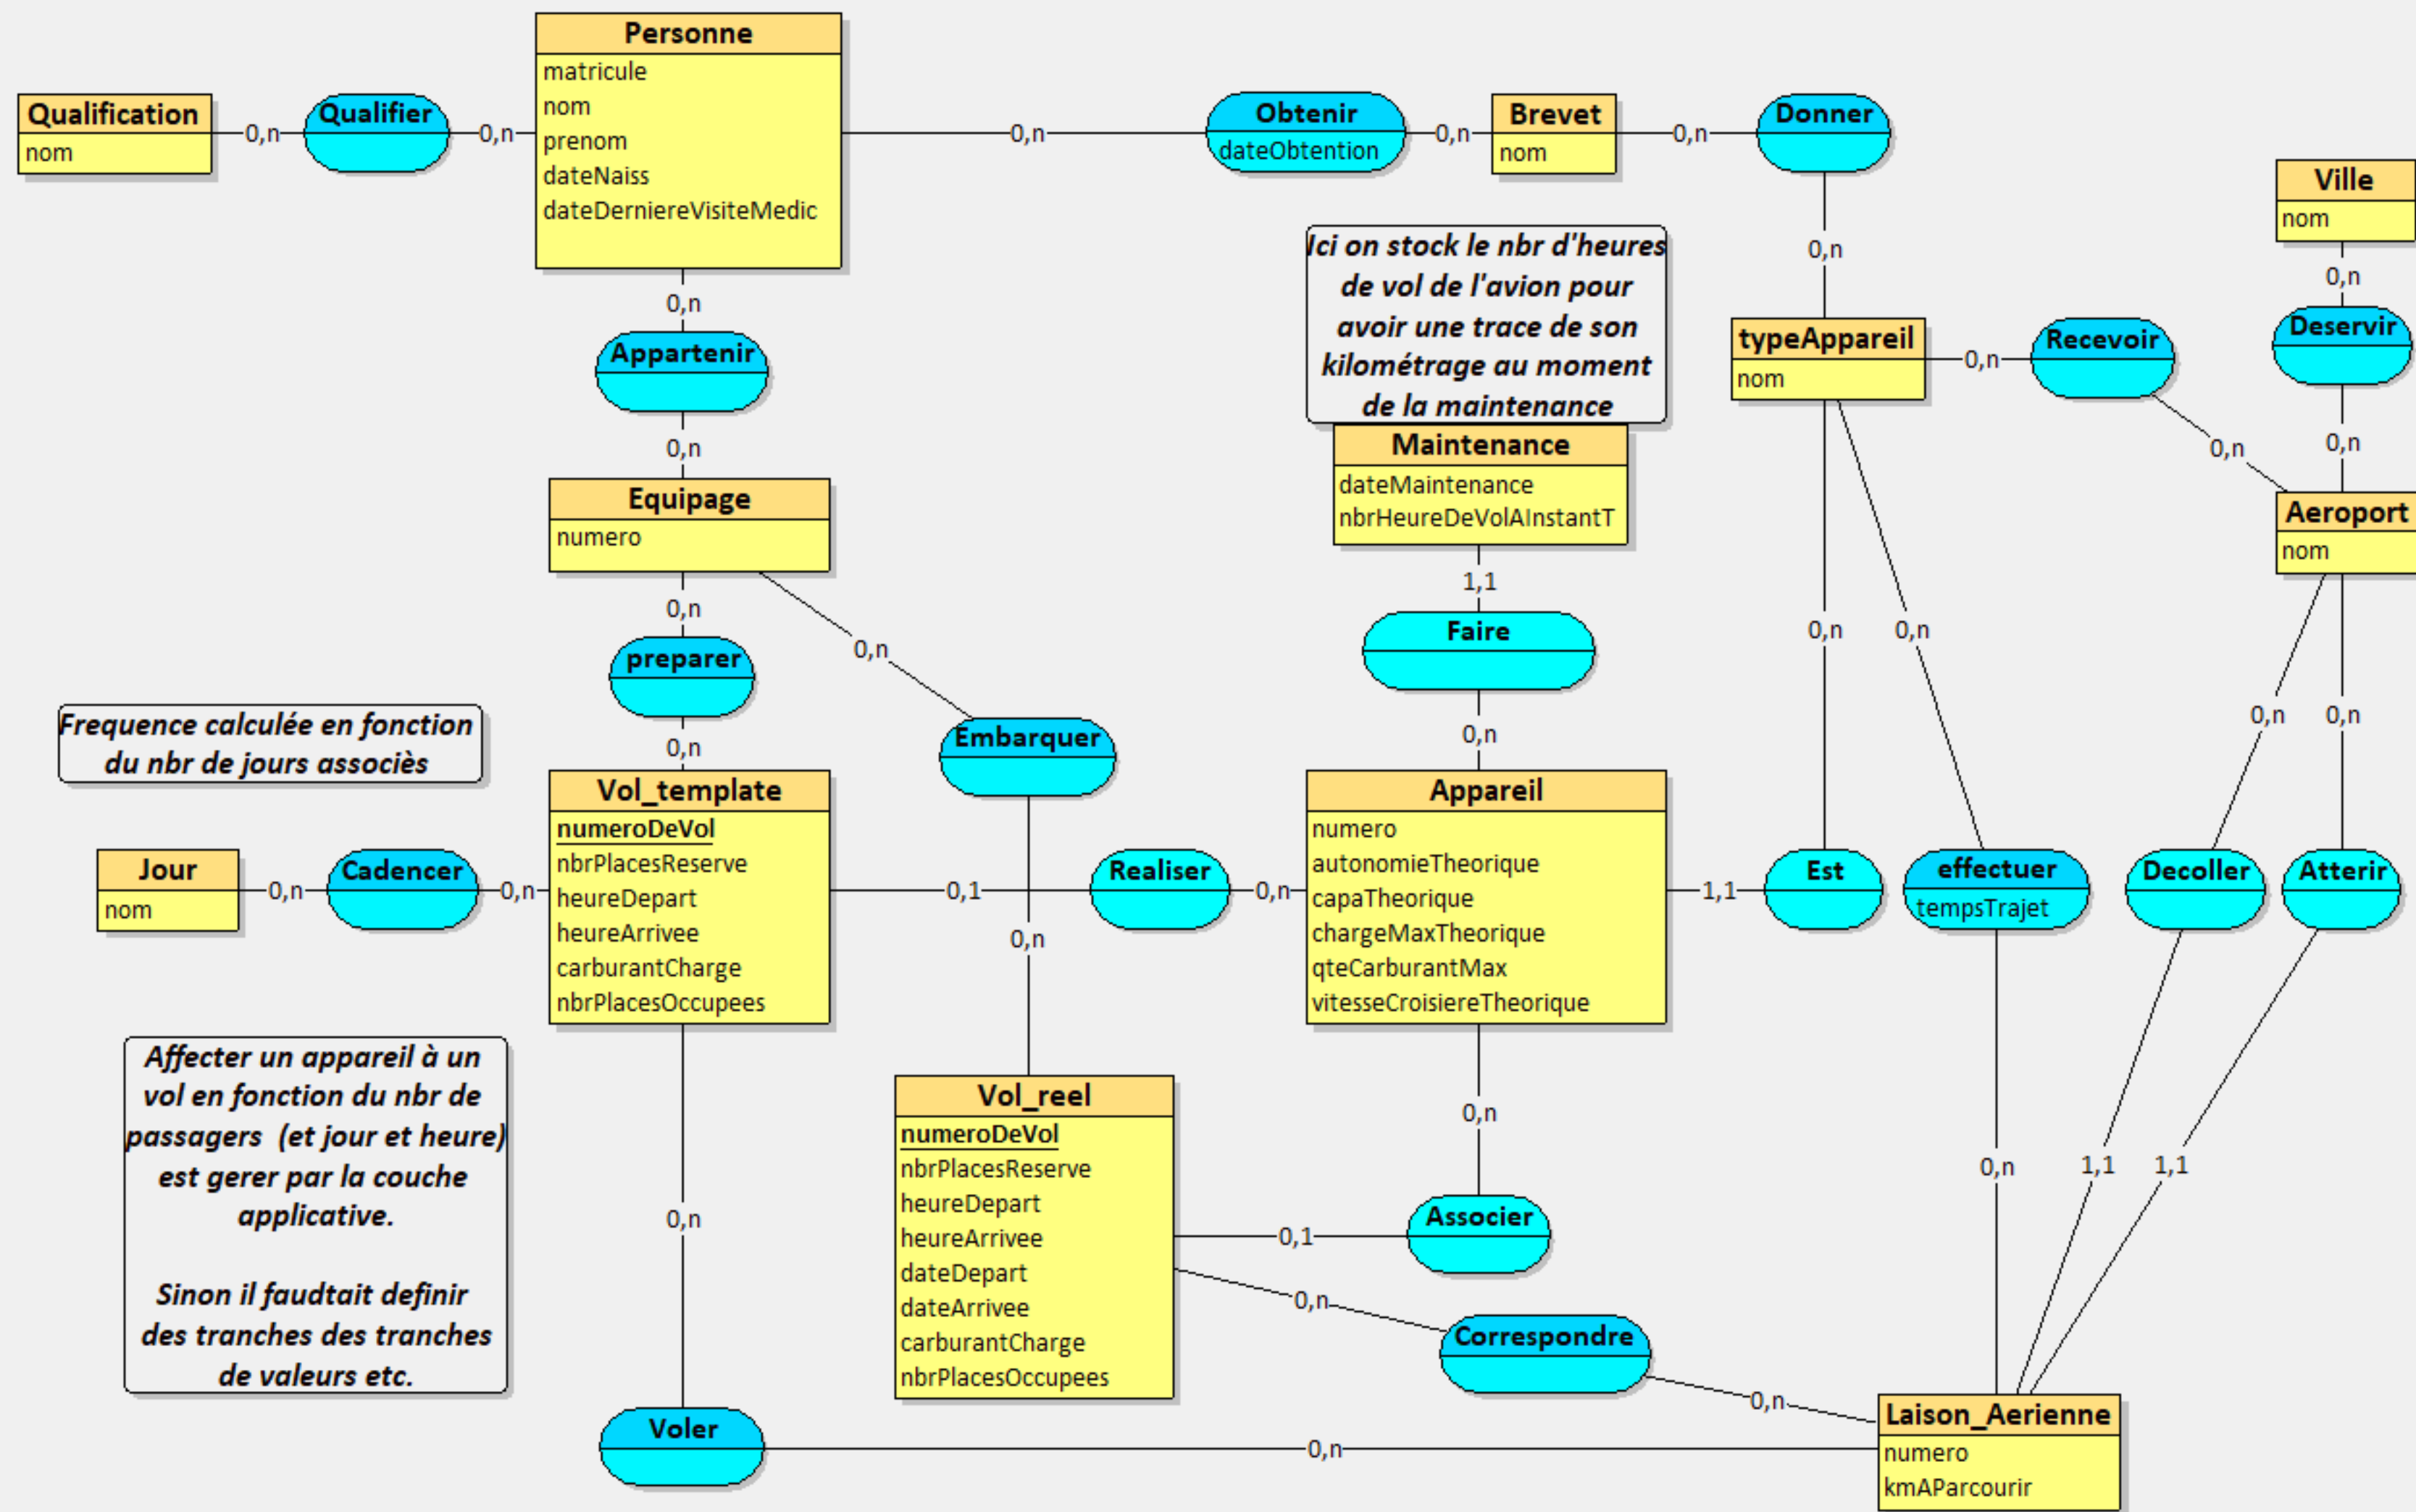 Personne
matricule
nom
prenom
dateNaiss
dateDerniereVisiteMedic
Qualification
nom
0,n
Qualifier
0,n
0,n
Obtenir
dateObtention
0,n
Brevet
nom
0,n
Donner
0,n
Ville
nom
0,n
Deservir
0,n
Ici on stock le nbr d'heures
de vol de l'avion pour
avoir une trace de son
kilométrage au moment
de la maintenance
Maintenance
dateMaintenance
nbrHeureDeVolAInstantT
1,1
Faire
0,n
typeAppareil
nom
0,n
Recevoir
0,n
Aeroport
nom
0,n
Appartenir
0,n
Equipage
numero
0,n
preparer
0,n
0,n
Embarquer
0,n
0,n
0,n
0,n
0,n
Frequence calculée en fonction
du nbr de jours associès
Jour
nom
0,n
Cadencer
0,n
Vol_template
numeroDeVol
nbrPlacesReserve
heureDepart
heureArrivee
carburantCharge
nbrPlacesOccupees
0,1
Realiser
0,n
Appareil
numero
autonomieTheorique
capaTheorique
chargeMaxTheorique
qteCarburantMax
vitesseCroisiereTheorique
1,1
Est
effectuer
tempsTrajet
Decoller
Atterir
Affecter un appareil à un
vol en fonction du nbr de
passagers (et jour et heure)
est gerer par la couche
applicative.
Sinon il faudtait definir
des tranches des tranches
de valeurs etc.
0,n
Vol_reel
numeroDeVol
nbrPlacesReserve
heureDepart
heureArrivee
dateDepart
dateArrivee
carburantCharge
nbrPlacesOccupees
0,n
0,1
Associer
0,n
Correspondre
0,n
0,n
1,1
1,1
Voler
0,n
Laison_Aerienne
numero
kmAParcourir